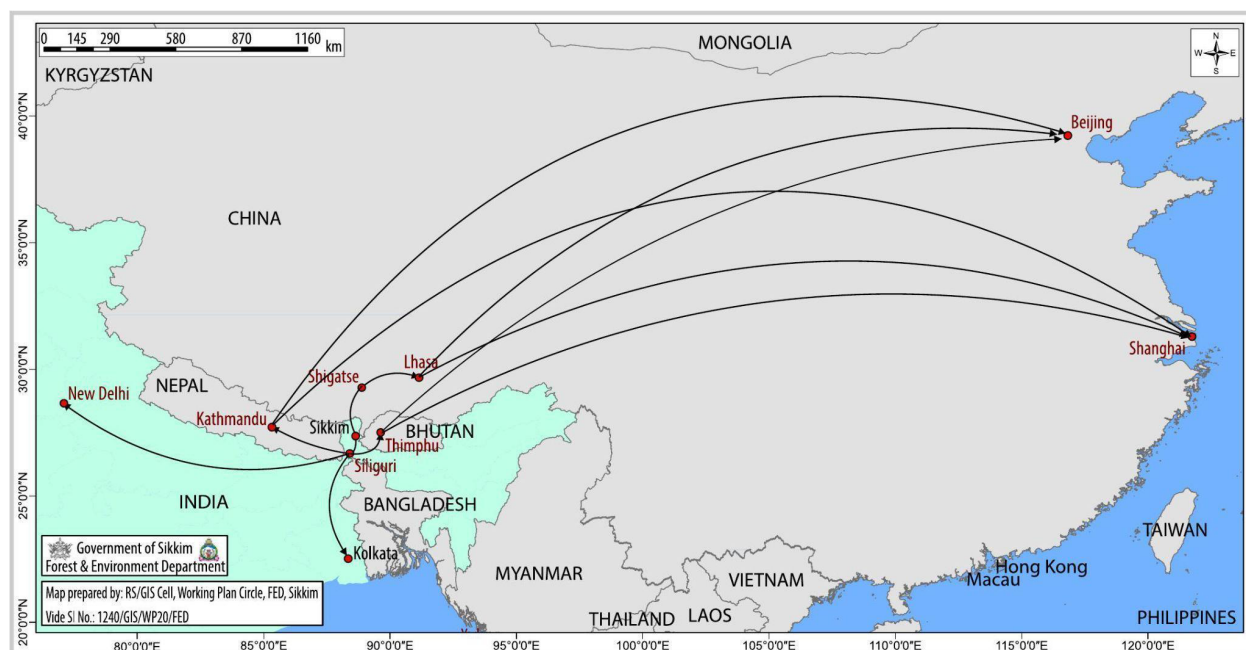 0 145 290 580 870 1160 km
MONGOLIA
N
W E
S
KYRGYZSTAN
40°0'0"N
Beijing
CHINA
35°0'0"N
30°0'0"N
Shanghai
Lhasa
Shigatse
NEPAL
New Delhi
Kathmandu
Sikkim
BHUTAN
Thimphu
Siliguri
25°0'0"N
INDIA
BANGLADESH
TAIWAN
Kolkata
Hong Kong
Macau
MYANMAR
VIETNAM
LAOS
THAILAND
PHILIPPINES
Government of Sikkim
Forest & Environment Department
Map prepared by: RS/GIS Cell, Working Plan Circle, FED, Sikkim
Vide Sl No.: 1240/GIS/WP20/FED
20°0'0"N
80°0'0"E 85°0'0"E 90°0'0"E 95°0'0"E 100°0'0"E 105°0'0"E 110°0'0"E 115°0'0"E 120°0'0"E